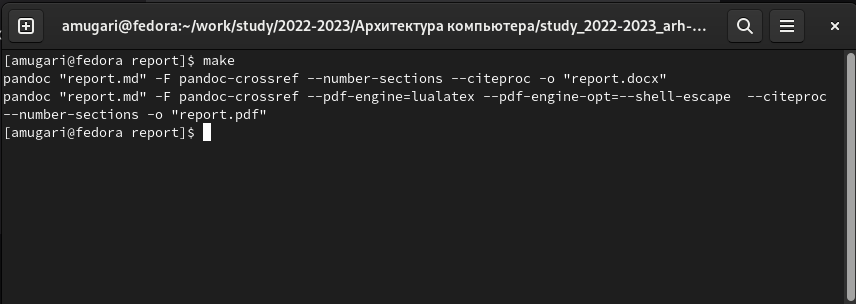 amugari@fedora:~/work/study/2022-2023/Архитектура компьютера/study_2022-2023_arh-...
[amugari@fedora report]$ make
pandoc "report.md" -F pandoc-crossref --number-sections --citeproc -o "report.docx"
pandoc "report.md" -F pandoc-crossref --pdf-engine=lualatex --pdf-engine-opt=--shell-escape  --citeproc
--number-sections -o "report.pdf"
[amugari@fedora report]$